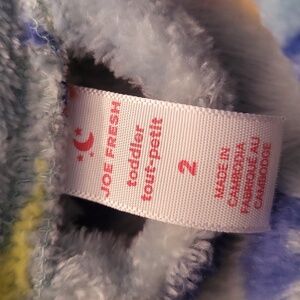 JOE FRESH
toddler
tout-petit
2
MADE IN
CAMBODIA
FABRIQUÉ AU
CAMBODGE